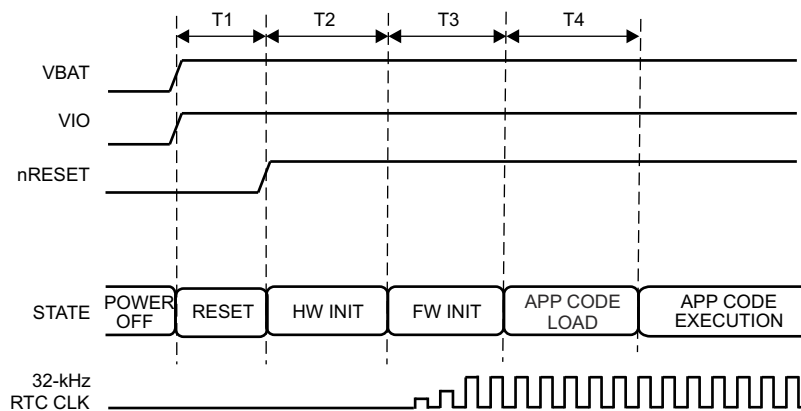 T1 T2 T3 T4
VBAT
VIO
nRESET
STATE
POWER
OFF
RESET
HW INIT
FW INIT
APP CODE
LOAD
APP CODE
EXECUTION
32-kHz
RTC CLK